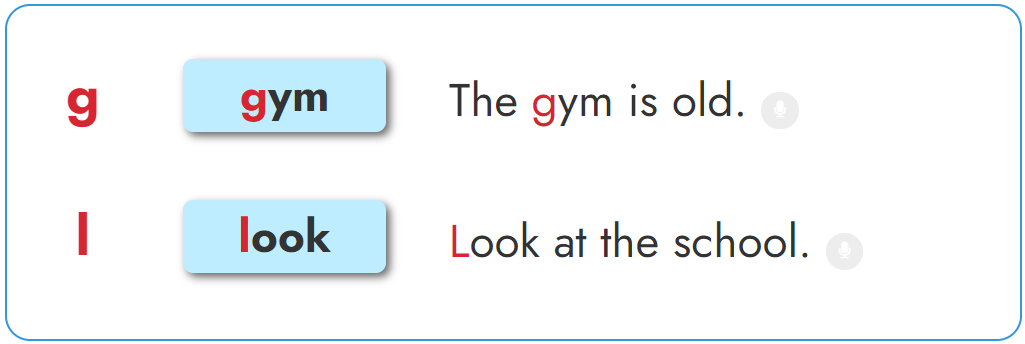 g gym The gym is old.
l look Look at the school.